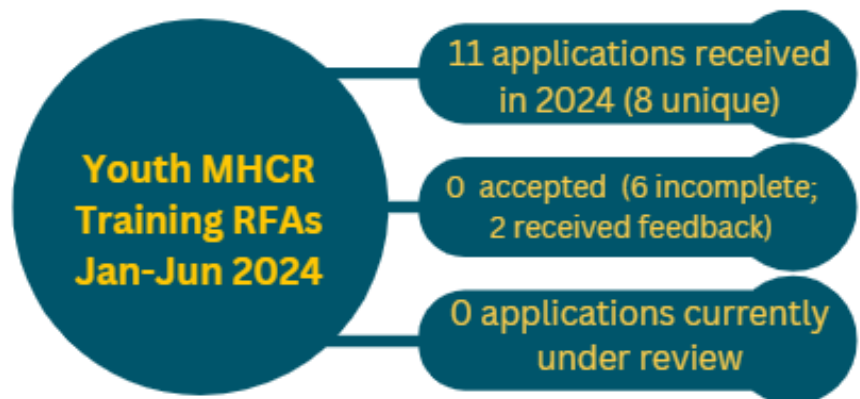 Youth MHCR
Training RFAs
Jan-Jun 2024
11 applications received
in 2024 (8 unique)
0 accepted (6 incomplete;
2 received feedback)
0 applications currently
under review